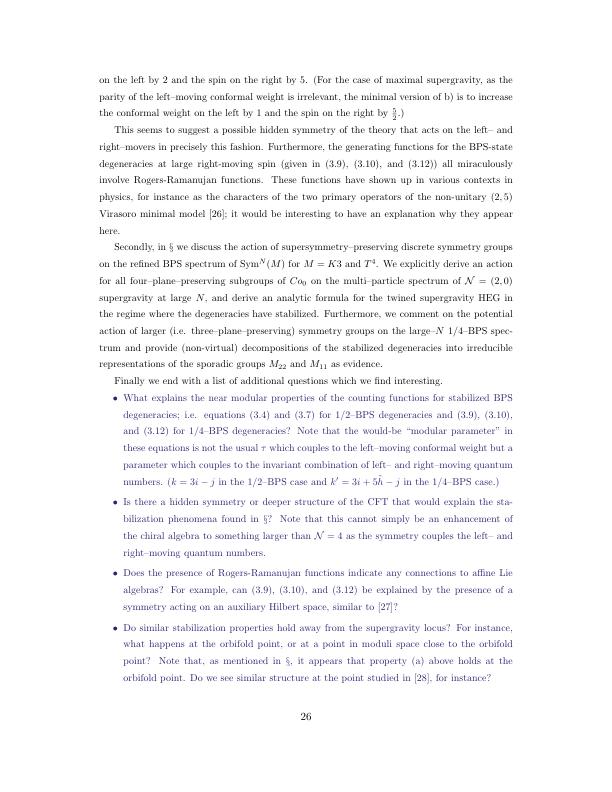 on the left by 2 and the spin on the right by 5. (For the case of maximal supergravity, as the
parity of the left–moving conformal weight is irrelevant, the minimal version of b) is to increase
the conformal weight on the left by 1 and the spin on the right by 5/2.)
This seems to suggest a possible hidden symmetry of the theory that acts on the left– and
right–movers in precisely this fashion. Furthermore, the generating functions for the BPS-state
degeneracies at large right-moving spin (given in (3.9), (3.10), and (3.12)) all miraculously
involve Rogers-Ramanujan functions. These functions have shown up in various contexts in
physics, for instance as the characters of the two primary operators of the non-unitary (2, 5)
Virasoro minimal model [26]; it would be interesting to have an explanation why they appear
here.
Secondly, in § we discuss the action of supersymmetry–preserving discrete symmetry groups
on the refined BPS spectrum of Sym^N(M) for M = K3 and T^4. We explicitly derive an action
for all four–plane–preserving subgroups of Co_0 on the multi–particle spectrum of 𝒩 = (2, 0)
supergravity at large N, and derive an analytic formula for the twined supergravity HEG in
the regime where the degeneracies have stabilized. Furthermore, we comment on the potential
action of larger (i.e. three–plane–preserving) symmetry groups on the large–N 1/4–BPS spec-
trum and provide (non-virtual) decompositions of the stabilized degeneracies into irreducible
representations of the sporadic groups M_22 and M_11 as evidence.
Finally we end with a list of additional questions which we find interesting.
• What explains the near modular properties of the counting functions for stabilized BPS
degeneracies; i.e. equations (3.4) and (3.7) for 1/2–BPS degeneracies and (3.9), (3.10),
and (3.12) for 1/4–BPS degeneracies? Note that the would-be “modular parameter” in
these equations is not the usual τ which couples to the left–moving conformal weight but a
parameter which couples to the invariant combination of left– and right–moving quantum
numbers. (k = 3i − j in the 1/2–BPS case and k′ = 3i + 5h̃ − j in the 1/4–BPS case.)
• Is there a hidden symmetry or deeper structure of the CFT that would explain the sta-
bilization phenomena found in §? Note that this cannot simply be an enhancement of
the chiral algebra to something larger than 𝒩 = 4 as the symmetry couples the left– and
right–moving quantum numbers.
• Does the presence of Rogers-Ramanujan functions indicate any connections to affine Lie
algebras? For example, can (3.9), (3.10), and (3.12) be explained by the presence of a
symmetry acting on an auxiliary Hilbert space, similar to [27]?
• Do similar stabilization properties hold away from the supergravity locus? For instance,
what happens at the orbifold point, or at a point in moduli space close to the orbifold
point? Note that, as mentioned in §, it appears that property (a) above holds at the
orbifold point. Do we see similar structure at the point studied in [28], for instance?
26